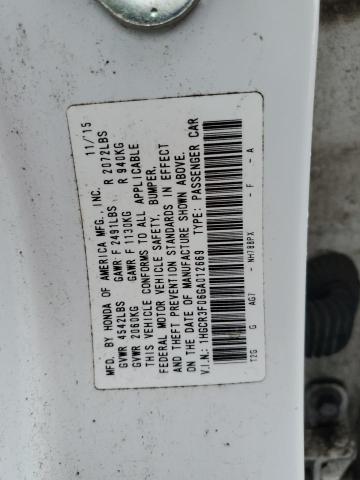 MFD. BY HONDA OF AMERICA MFG., INC. 11/15
GVWR 4542LBS GAWR F 2491LBS R 2072LBS
GVWR 2060KG GAWR F 1130KG R 940KG
THIS VEHICLE CONFORMS TO ALL APPLICABLE
FEDERAL MOTOR VEHICLE SAFETY, BUMPER,
AND THEFT PREVENTION STANDARDS IN EFFECT
ON THE DATE OF MANUFACTURE SHOWN ABOVE.
V.I.N.: 1HGCR3F06GA012669 TYPE: PASSENGER CAR
T2G G AG7 NH788PX - F - A